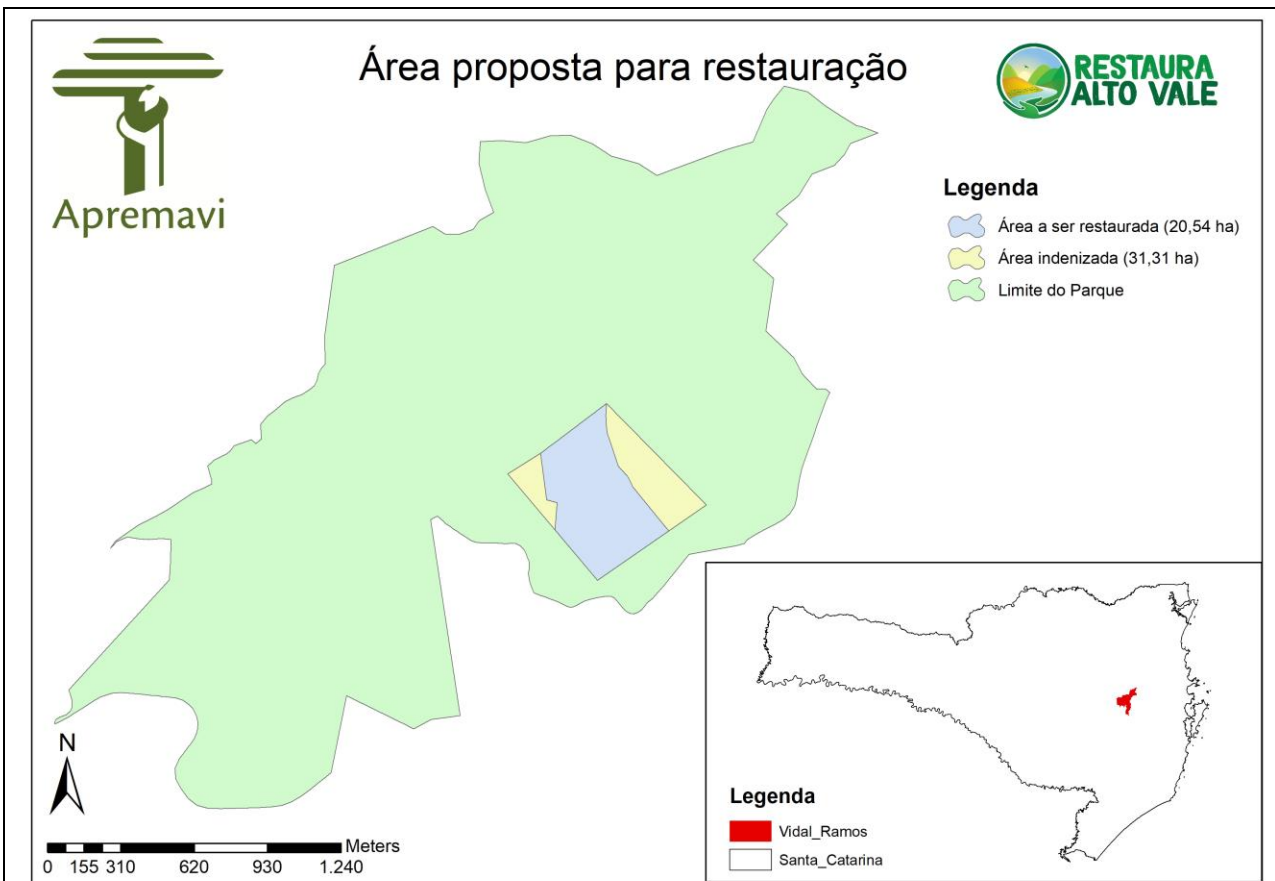 Área proposta para restauração
Apremavi
RESTAURA
ALTO VALE
Legenda
Área a ser restaurada (20,54 ha)
Área indenizada (31,31 ha)
Limite do Parque
N
Meters
0 155 310 620 930 1.240
Legenda
Vidal_Ramos
Santa_Catarina